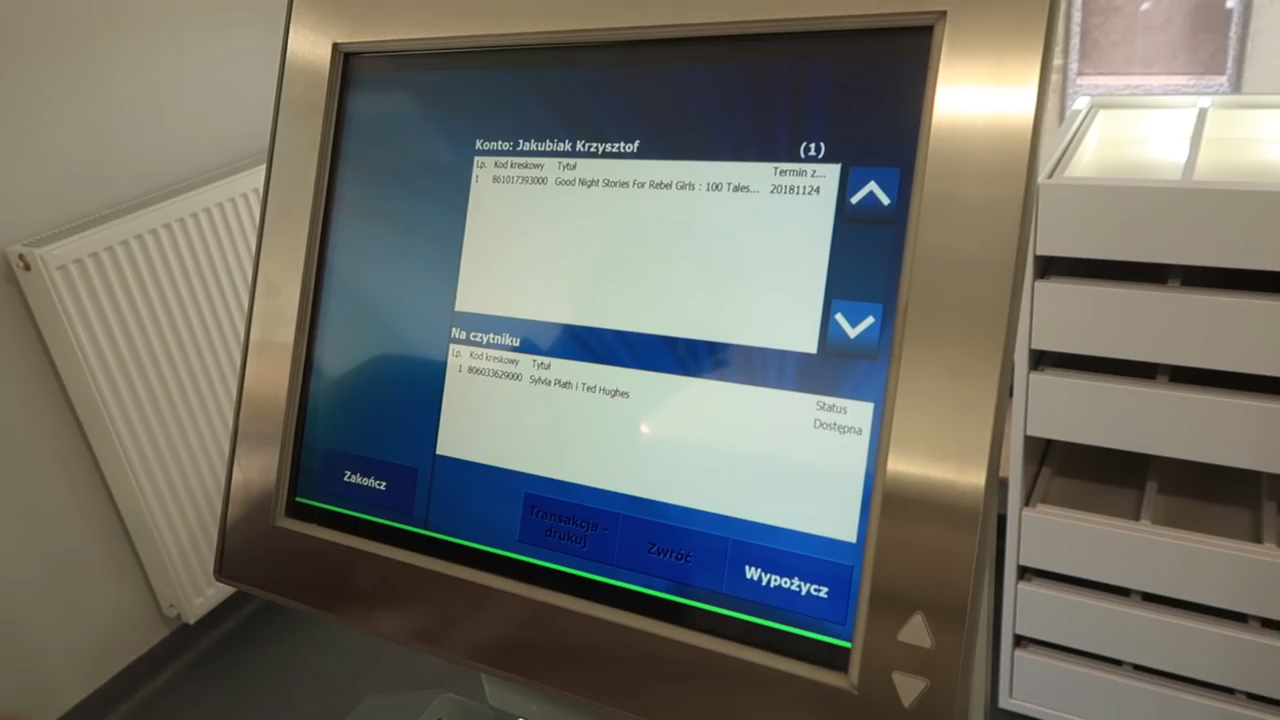 Konto: Jakubiak Krzysztof (1)
Lp. Kod kreskowy Tytuł Termin z...
1 861017393000 Good Night Stories For Rebel Girls : 100 Tales... 20181124
Na czytniku
Lp. Kod kreskowy Tytuł Status
1 806033629000 Sylvia Plath i Ted Hughes Dostępna
Zakończ
Transakcja -
drukuj
Zwróć
Wypożycz